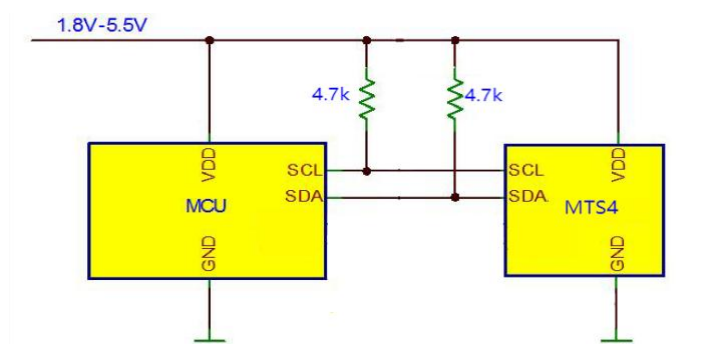 1.8V-5.5V
4.7k
4.7k
VDD
SCL
SDA
MCU
GND
VDD
SCL
SDA
MTS4
GND